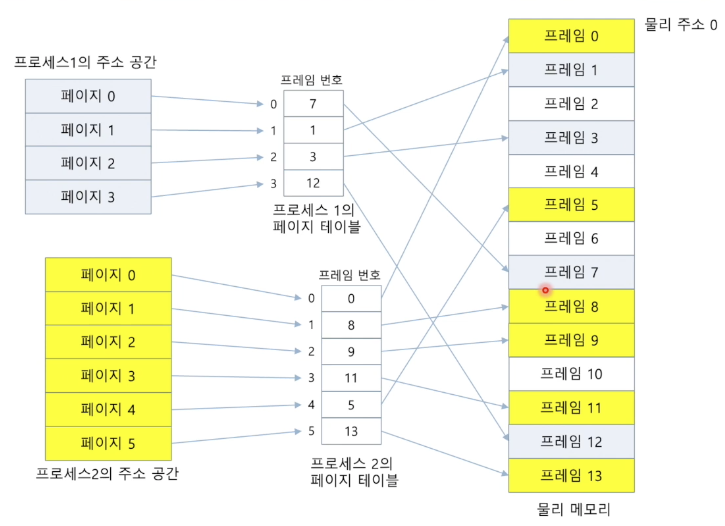 프로세스1의 주소 공간
페이지 0
페이지 1
페이지 2
페이지 3
프레임 번호
0 7
1 1
2 3
3 12
프로세스 1의
페이지 테이블
페이지 0
페이지 1
페이지 2
페이지 3
페이지 4
페이지 5
프로세스2의 주소 공간
프레임 번호
0 0
1 8
2 9
3 11
4 5
5 13
프로세스 2의
페이지 테이블
물리 주소 0
프레임 0
프레임 1
프레임 2
프레임 3
프레임 4
프레임 5
프레임 6
프레임 7
프레임 8
프레임 9
프레임 10
프레임 11
프레임 12
프레임 13
물리 메모리